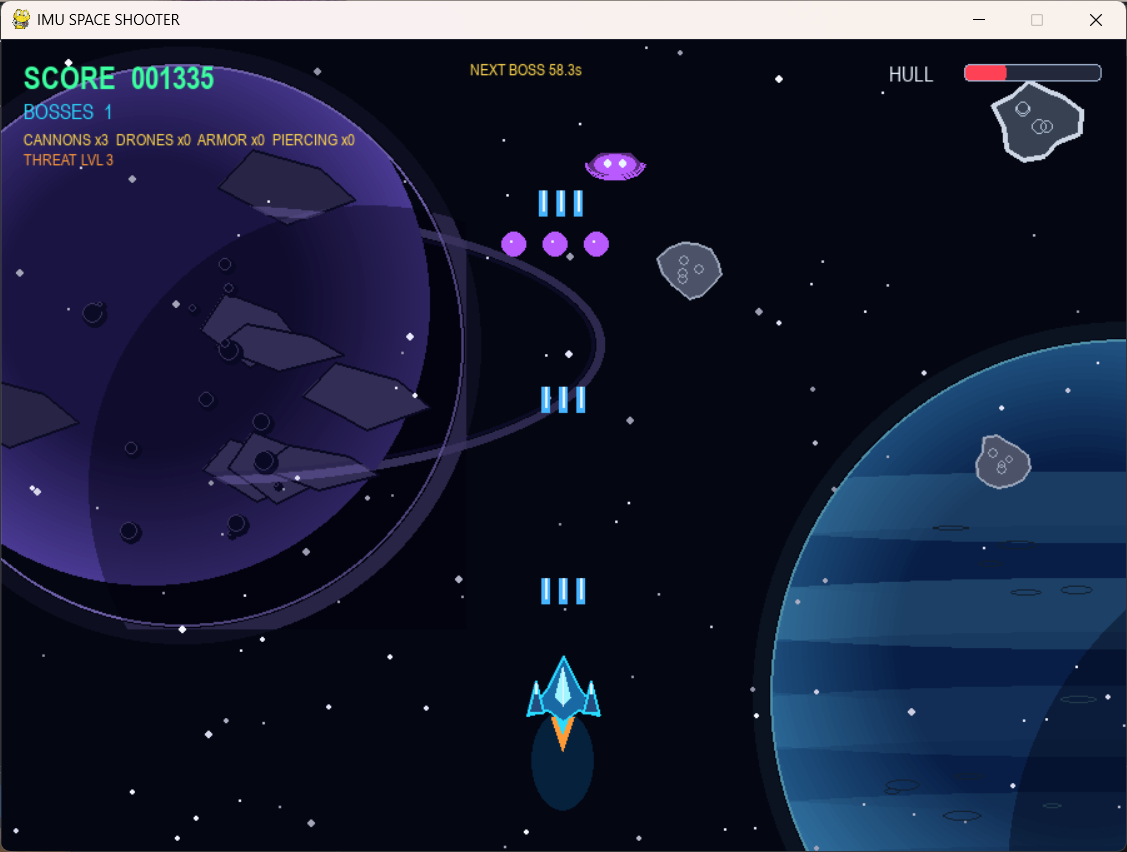 IMU SPACE SHOOTER
SCORE 001335
NEXT BOSS 58.3s
HULL
BOSSES 1
CANNONS x3 DRONES x0 ARMOR x0 PIERCING x0
THREAT LVL 3